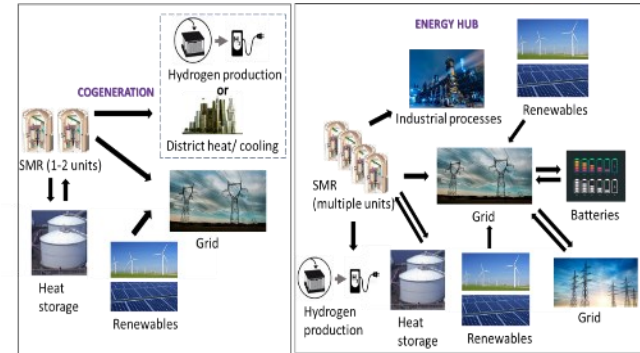 COGENERATION
Hydrogen production
or
District heat/ cooling
SMR (1-2 units)
Grid
Heat
storage
Renewables
ENERGY HUB
Industrial processes
Renewables
SMR
(multiple units)
Grid
Batteries
Hydrogen
production
Heat
storage
Renewables
Grid